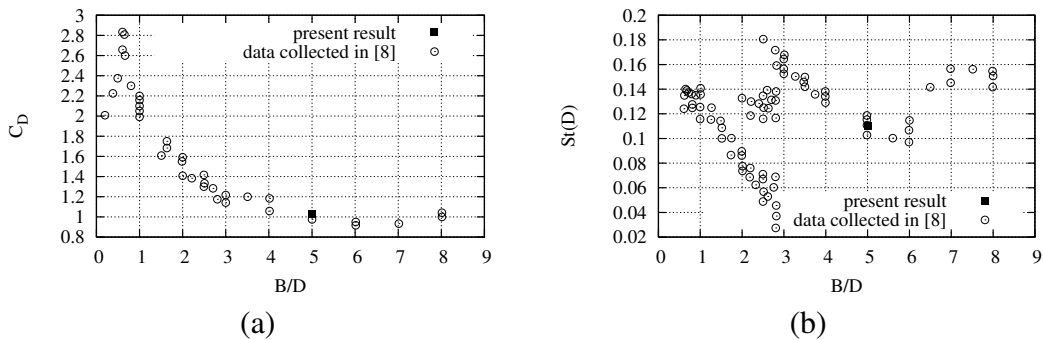 3
2.8
2.6
2.4
2.2
2
1.8
1.6
1.4
1.2
1
0.8
C_D
present result
data collected in [8]
0 1 2 3 4 5 6 7 8 9
B/D
(a)
0.2
0.18
0.16
0.14
0.12
0.1
0.08
0.06
0.04
0.02
St(D)
present result
data collected in [8]
0 1 2 3 4 5 6 7 8 9
B/D
(b)